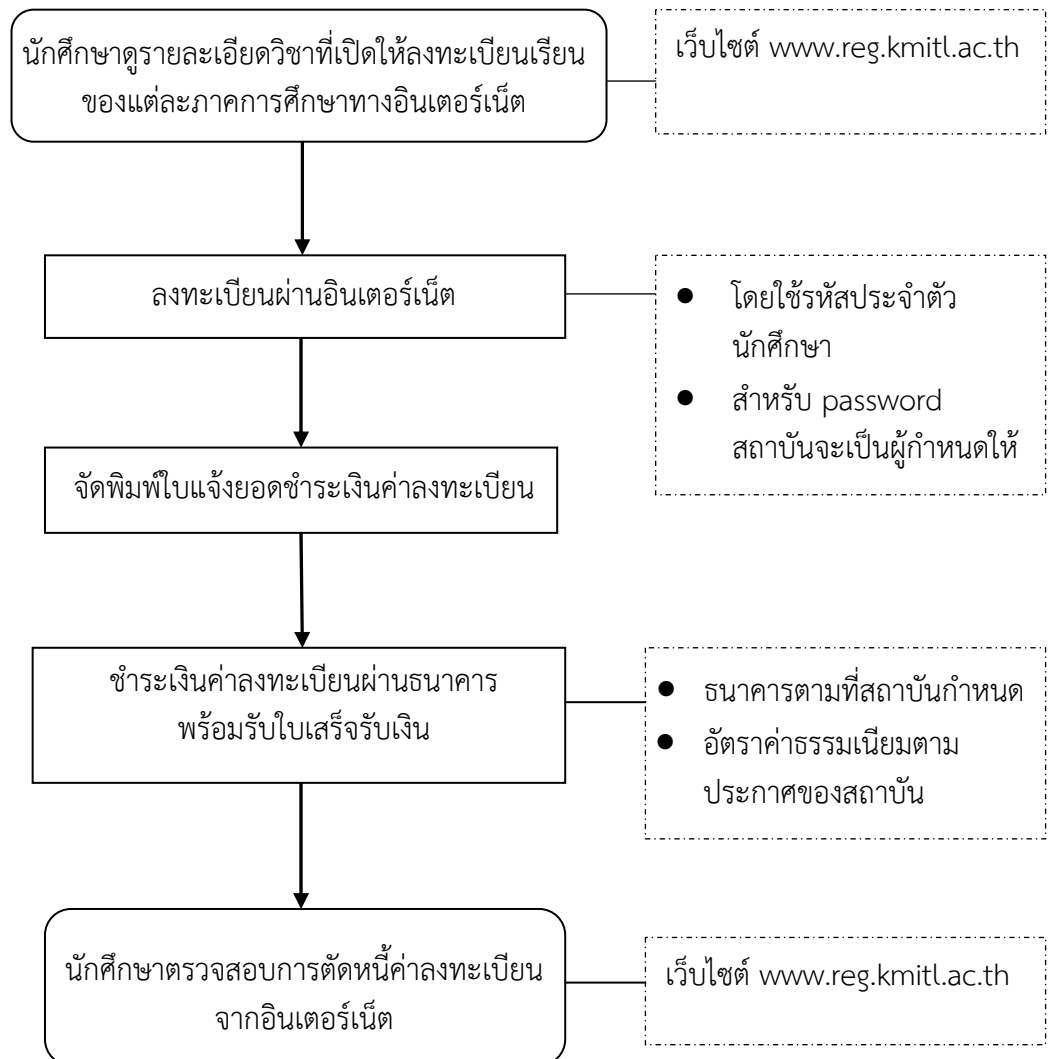 นักศึกษาดูรายละเอียดวิชาที่เปิดให้ลงทะเบียนเรียน
ของแต่ละภาคการศึกษาทางอินเตอร์เน็ต
เว็บไซต์ www.reg.kmitl.ac.th
ลงทะเบียนผ่านอินเตอร์เน็ต
● โดยใช้รหัสประจำตัว
นักศึกษา
● สำหรับ password
สถาบันจะเป็นผู้กำหนดให้
จัดพิมพ์ใบแจ้งยอดชำระเงินค่าลงทะเบียน
ชำระเงินค่าลงทะเบียนผ่านธนาคาร
พร้อมรับใบเสร็จรับเงิน
● ธนาคารตามที่สถาบันกำหนด
● อัตราค่าธรรมเนียมตาม
ประกาศของสถาบัน
นักศึกษาตรวจสอบการตัดหนี้ค่าลงทะเบียน
จากอินเตอร์เน็ต
เว็บไซต์ www.reg.kmitl.ac.th